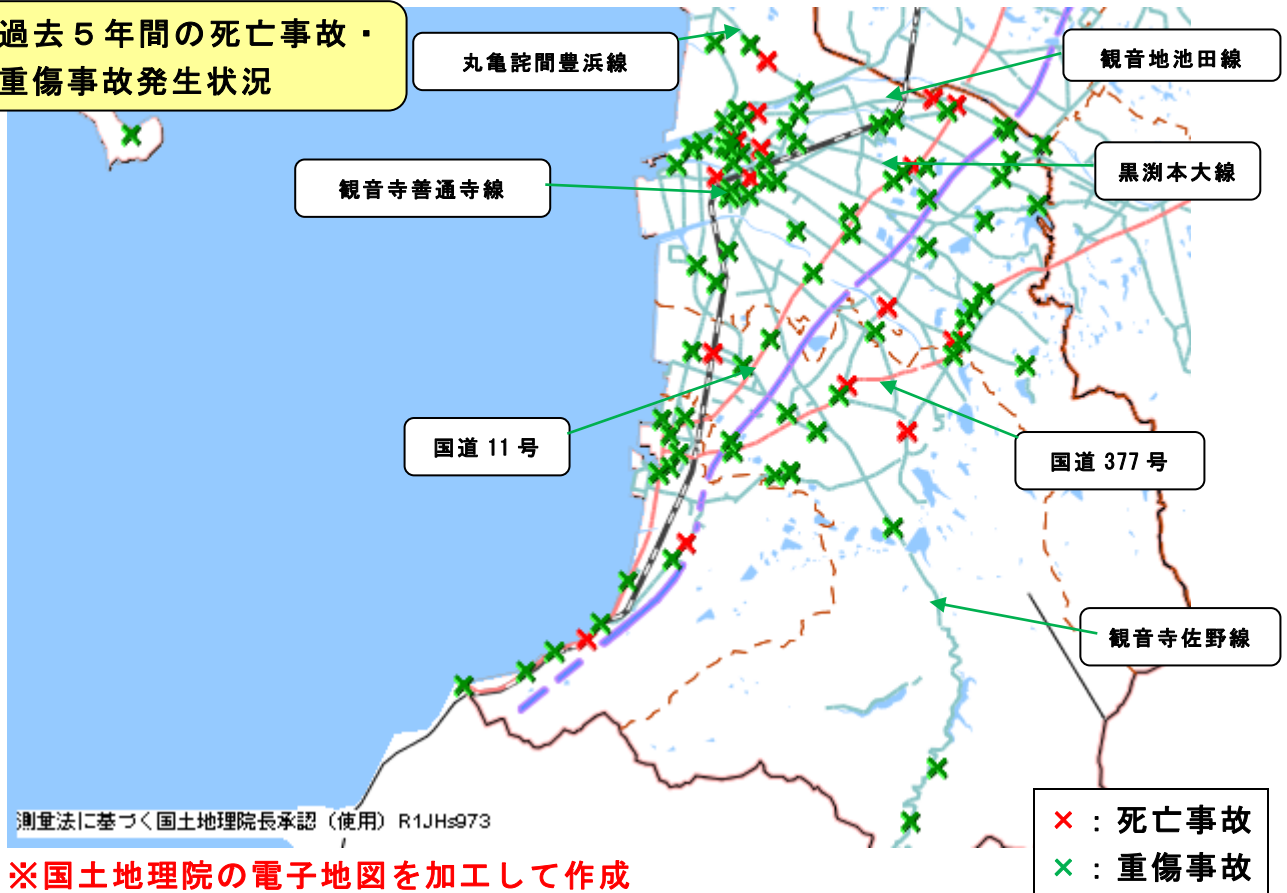 過去５年間の死亡事故・
重傷事故発生状況
丸亀詫間豊浜線
観音地池田線
観音寺善通寺線
黒渕本大線
国道 11 号
国道 377 号
観音寺佐野線
測量法に基づく国土地理院長承認（使用）R1JHs973
×：死亡事故
×：重傷事故
※国土地理院の電子地図を加工して作成